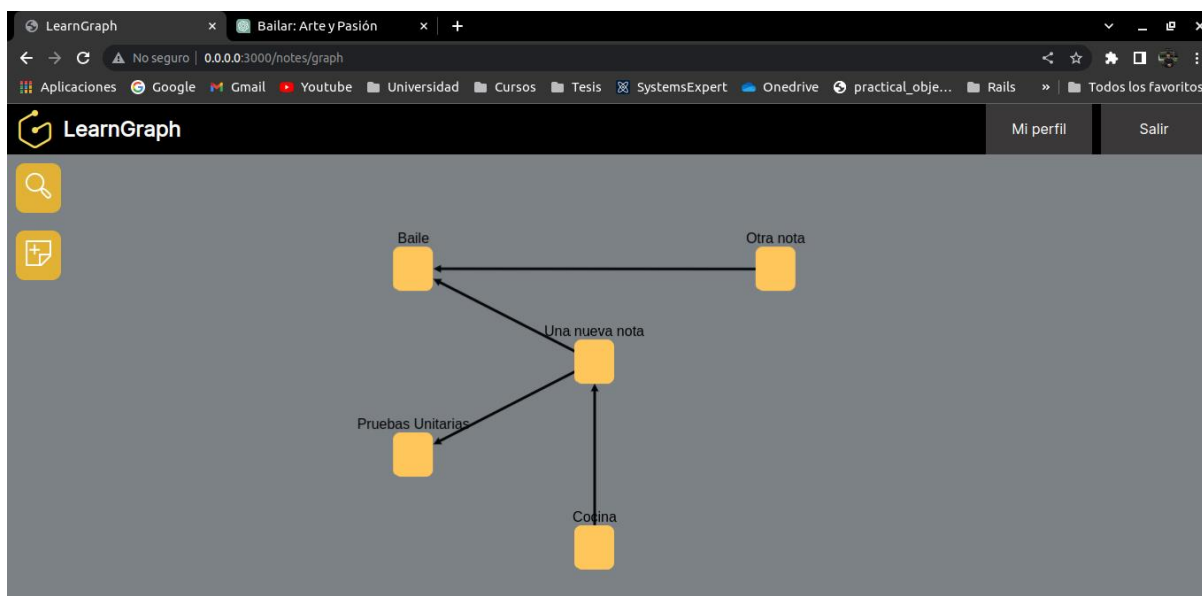 LearnGraph
Bailar: Arte y Pasión
No seguro | 0.0.0.0:3000/notes/graph
Aplicaciones Google Gmail Youtube Universidad Cursos Tesis SystemsExpert Onedrive practical_obje... Rails » Todos los favoritos
LearnGraph Mi perfil Salir
Baile Otra nota
Una nueva nota
Pruebas Unitarias
Cocina